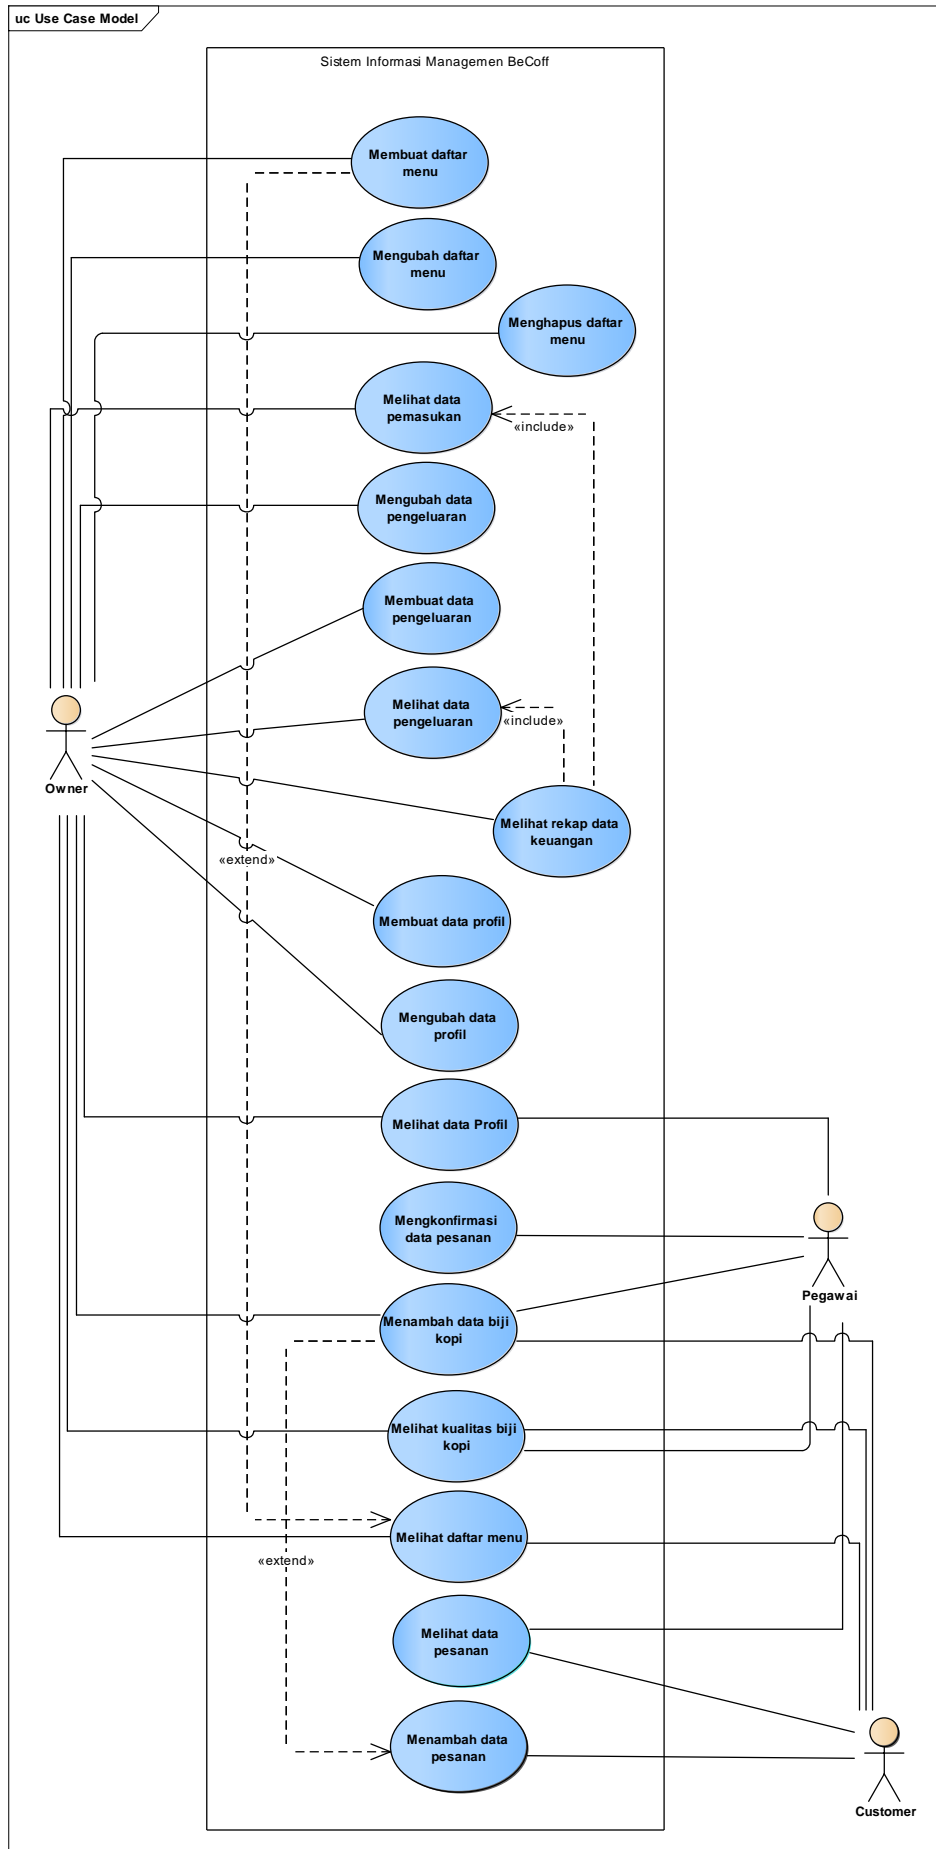 uc Use Case Model
Sistem Informasi Managemen BeCoff
Membuat daftar
menu
Mengubah daftar
menu
Menghapus daftar
menu
Melihat data
pemasukan
«include»
Mengubah data
pengeluaran
Membuat data
pengeluaran
Melihat data
pengeluaran
«include»
Owner
Melihat rekap data
keuangan
«extend»
Membuat data profil
Mengubah data
profil
Melihat data Profil
Mengkonfirmasi
data pesanan
Pegawai
Menambah data biji
kopi
Melihat kualitas biji
kopi
Melihat daftar menu
«extend»
Melihat data
pesanan
Menambah data
pesanan
Customer